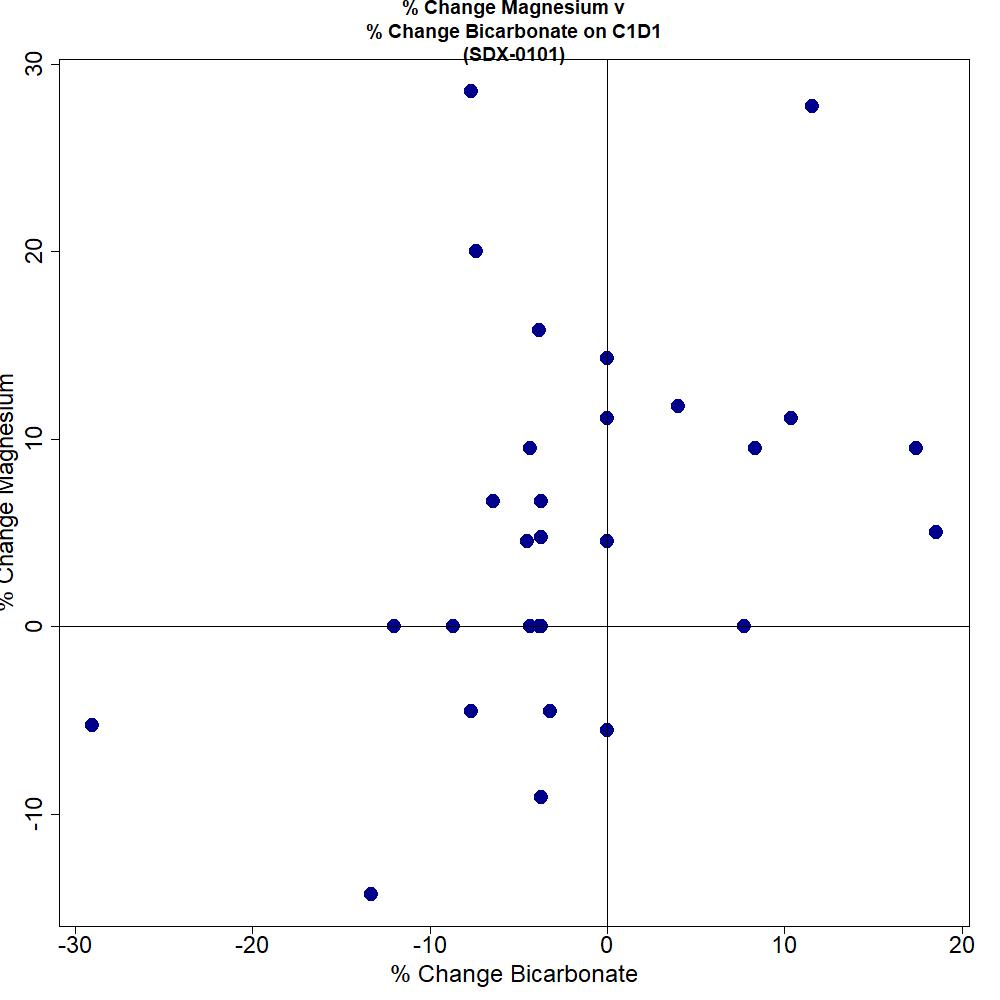 % Change Magnesium v
% Change Bicarbonate on C1D1
(SDX-0101)
30
20
10
0
-10
% Change Magnesium
-30
-20
-10
0
10
20
% Change Bicarbonate